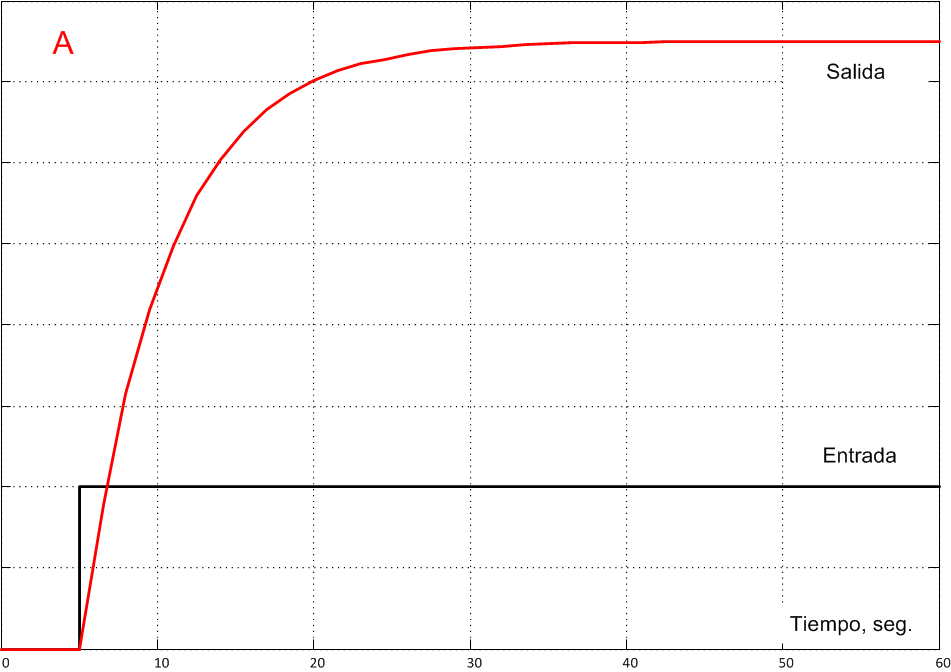 A
Salida
Entrada
Tiempo, seg.
0 10 20 30 40 50 60